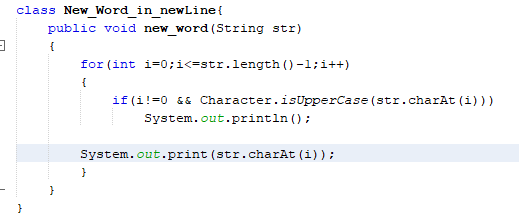 class New_Word_in_newLine{
public void new_word(String str)
{
for(int i=0;i<=str.length()-1;i++)
{
if(i!=0 && Character.isUpperCase(str.charAt(i)))
System.out.println();
System.out.print(str.charAt(i));
}
}
}